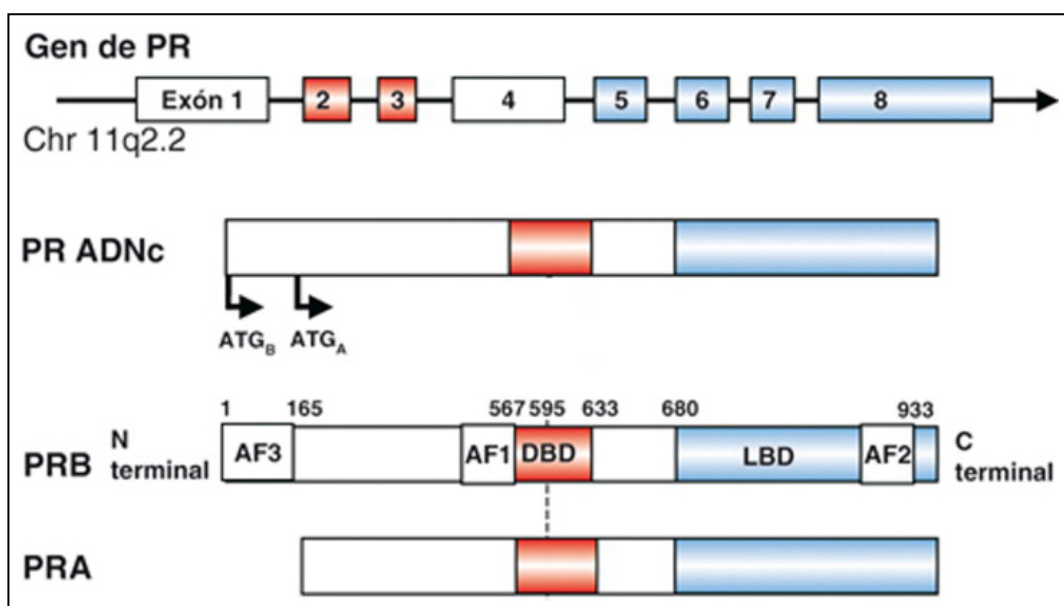 Gen de PR
Exón 1 2 3 4 5 6 7 8
Chr 11q2.2
PR ADNc
ATGB ATGA
1 165 567 595 633 680 933
N terminal
PRB AF3 AF1 DBD LBD AF2
C terminal
PRA